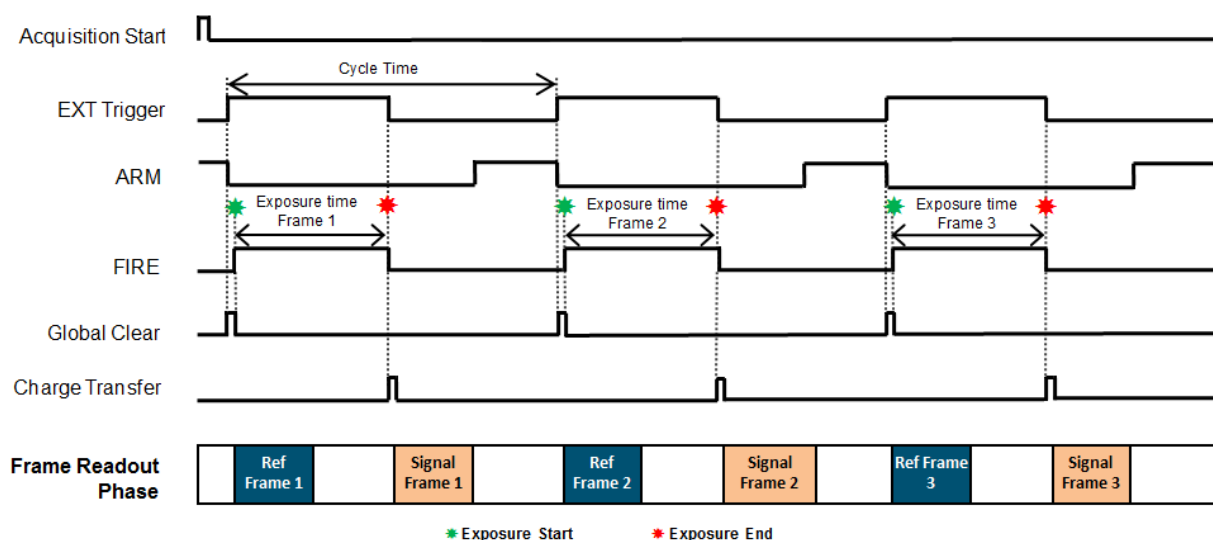 Acquisition Start
Cycle Time
EXT Trigger
ARM
Exposure time
Frame 1
Exposure time
Frame 2
Exposure time
Frame 3
FIRE
Global Clear
Charge Transfer
Frame Readout
Phase
Ref
Frame 1
Signal
Frame 1
Ref
Frame 2
Signal
Frame 2
Ref Frame
3
Signal
Frame 3
Exposure Start
Exposure End